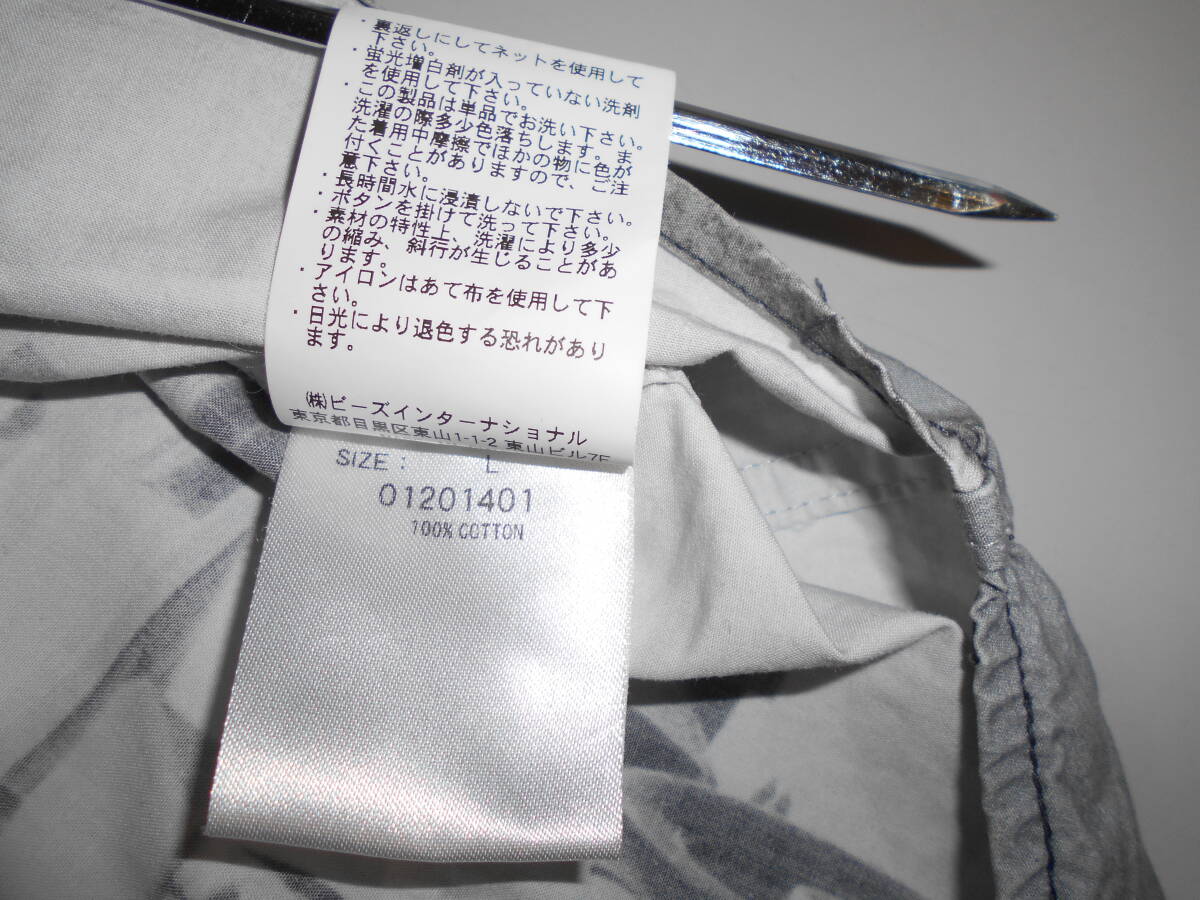 ・裏返しにしてネットを使用して
下さい。
・蛍光増白剤が入っていない洗剤
を使用して下さい。
・この製品は単品でお洗い下さい。
洗濯の際多少色落ちします。ま
た着用中摩擦でほかの物に色が
付くことがありますので、ご注
意下さい。
・長時間水に浸漬しないで下さい。
・ボタンを掛けて洗って下さい。
・素材の特性上、洗濯により多少
の縮み、斜行が生じることがあ
ります。
・アイロンはあて布を使用して下
さい。
・日光により退色する恐れがあり
ます。
㈱ビーズインターナショナル
東京都目黒区東山1-1-2 東山ビル7F
SIZE : L
01201401
100% COTTON